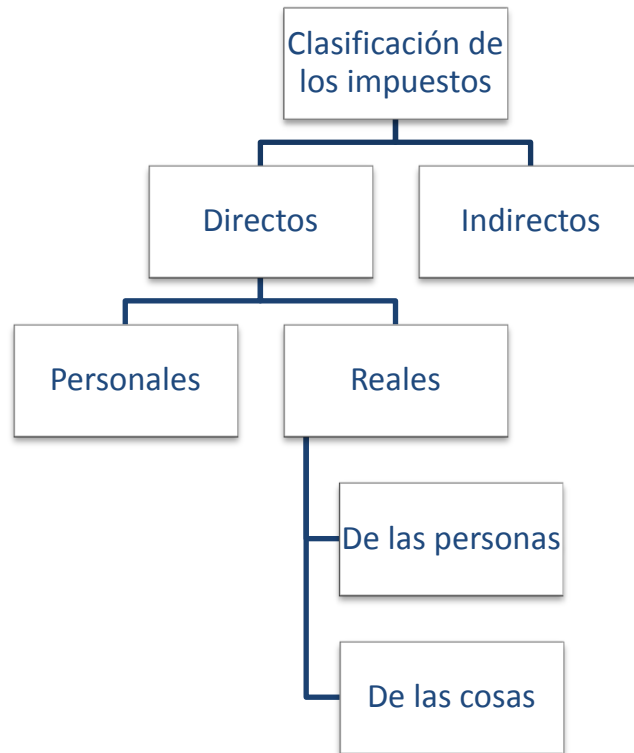 Clasificación de
los impuestos
Directos
Indirectos
Personales
Reales
De las personas
De las cosas